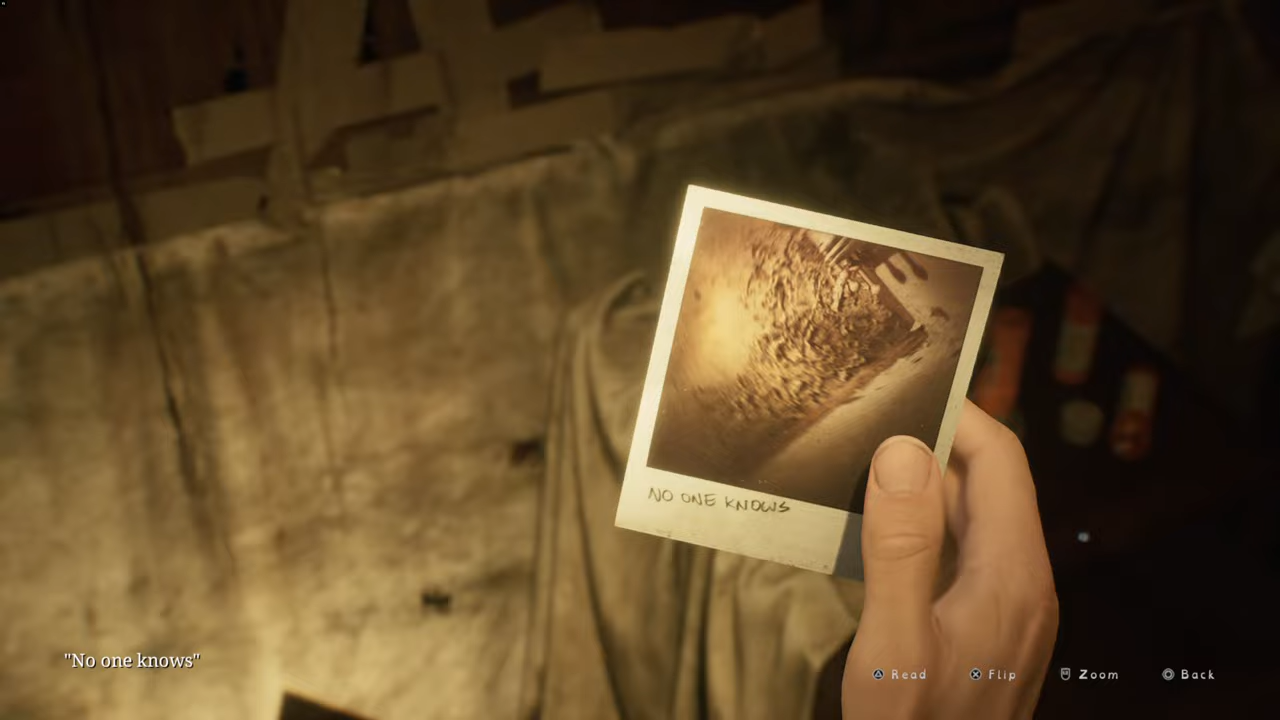 NO ONE KNOWS
"No one knows"
Read
Flip
Zoom
Back